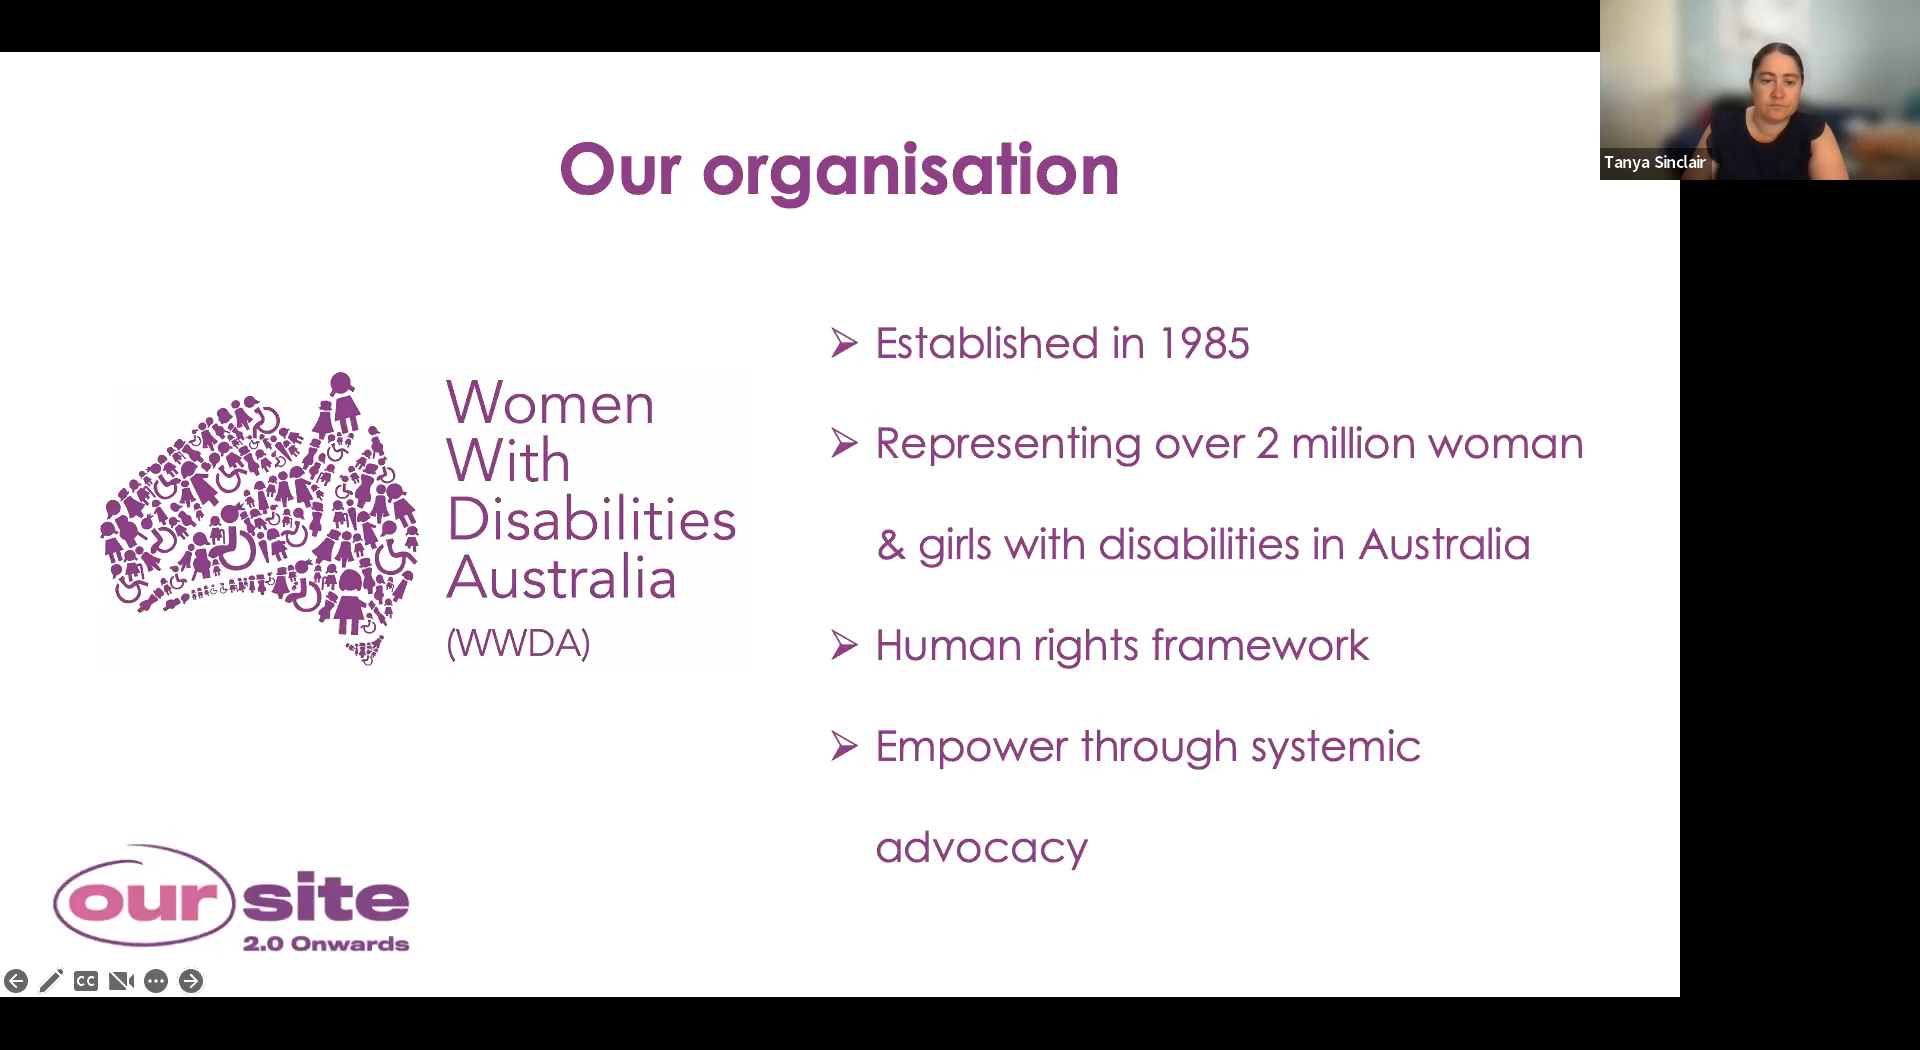 Our organisation
Women
With
Disabilities
Australia
(WWDA)
Established in 1985
Representing over 2 million woman
& girls with disabilities in Australia
Human rights framework
Empower through systemic
advocacy
our site
2.0 Onwards
CC
Tanya Sinclair